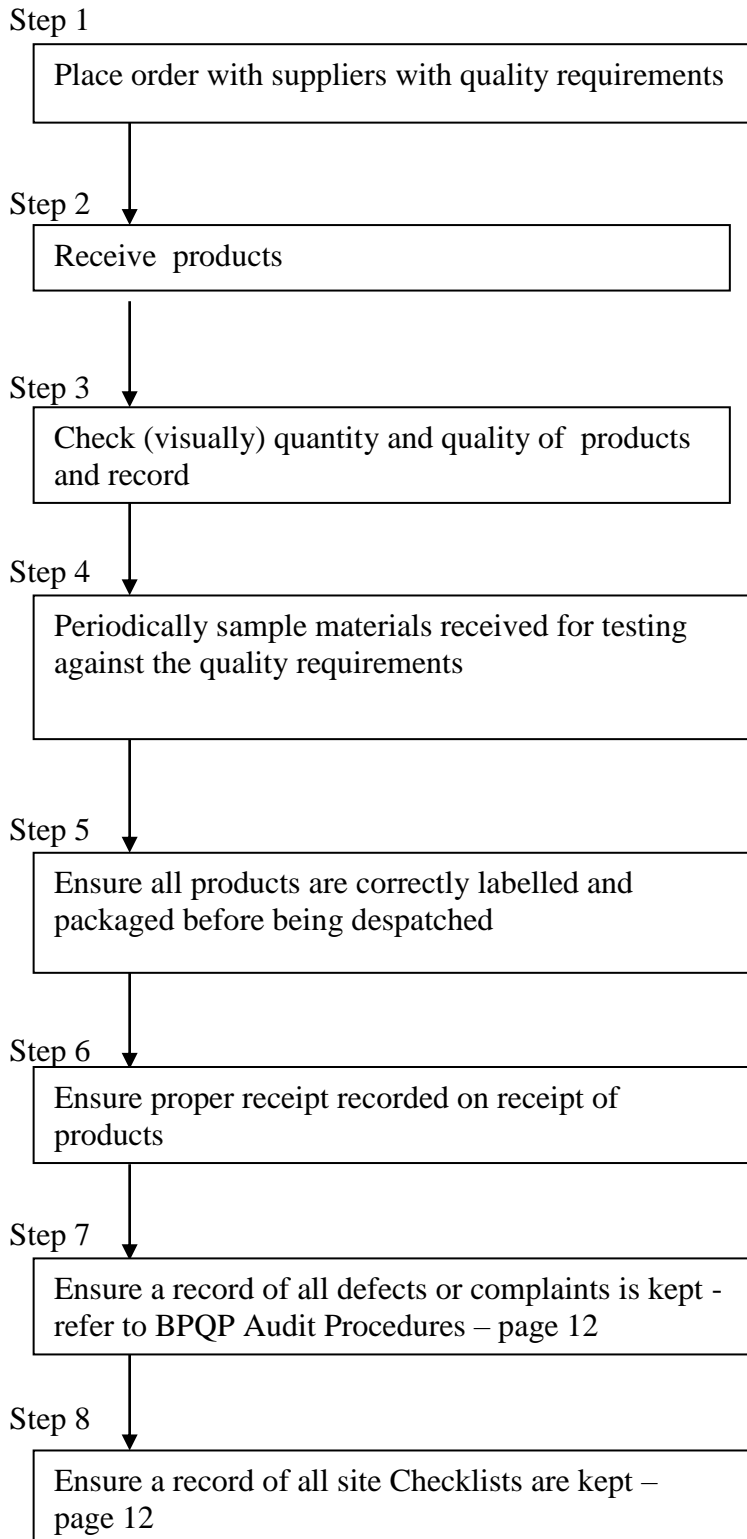 Step 1
Place order with suppliers with quality requirements
Step 2
Receive products
Step 3
Check (visually) quantity and quality of products
and record
Step 4
Periodically sample materials received for testing
against the quality requirements
Step 5
Ensure all products are correctly labelled and
packaged before being despatched
Step 6
Ensure proper receipt recorded on receipt of
products
Step 7
Ensure a record of all defects or complaints is kept -
refer to BPQP Audit Procedures – page 12
Step 8
Ensure a record of all site Checklists are kept –
page 12